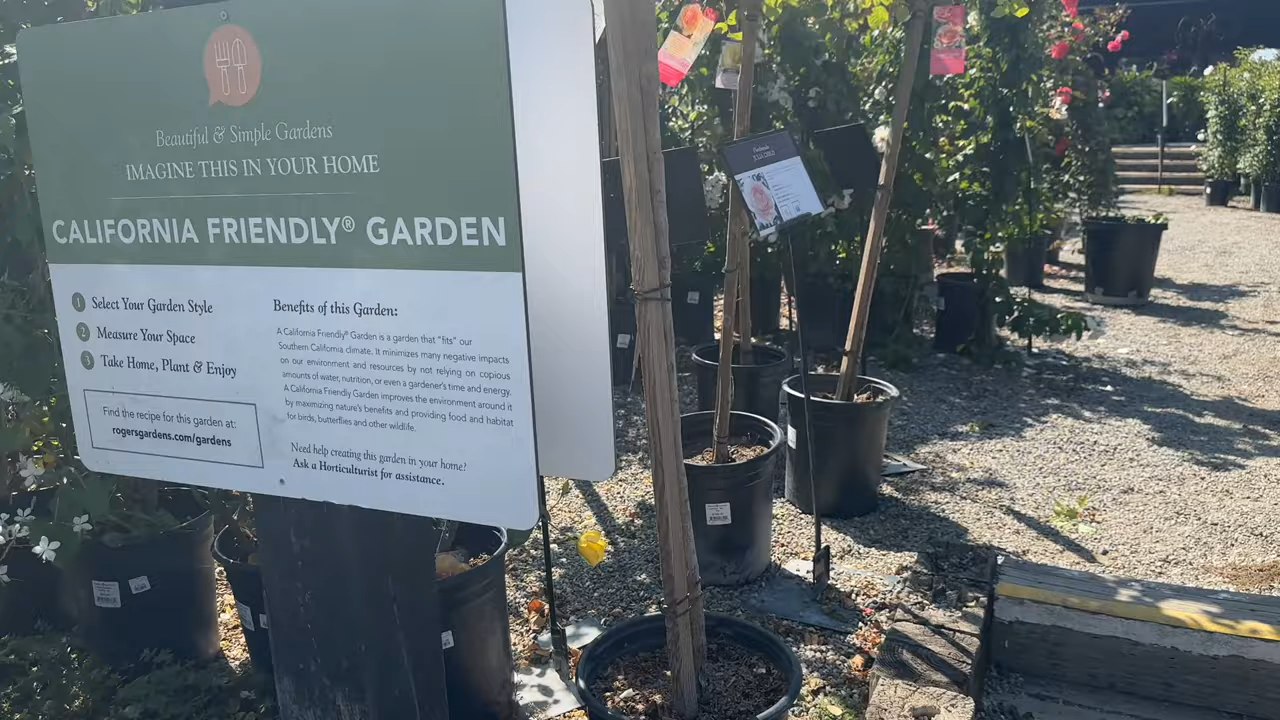 Beautiful & Simple Gardens
IMAGINE THIS IN YOUR HOME
CALIFORNIA FRIENDLY® GARDEN
1 Select Your Garden Style
2 Measure Your Space
3 Take Home, Plant & Enjoy
Find the recipe for this garden at:
rogersgardens.com/gardens
Benefits of this Garden:
A California Friendly® Garden is a garden that "fits" our
Southern California climate. It minimizes many negative impacts
on our environment and resources by not relying on copious
amounts of water, nutrition, or even a gardener's time and energy.
A California Friendly Garden improves the environment around it
by maximizing nature's benefits and providing food and habitat
for birds, butterflies and other wildlife.
Need help creating this garden in your home?
Ask a Horticulturist for assistance.